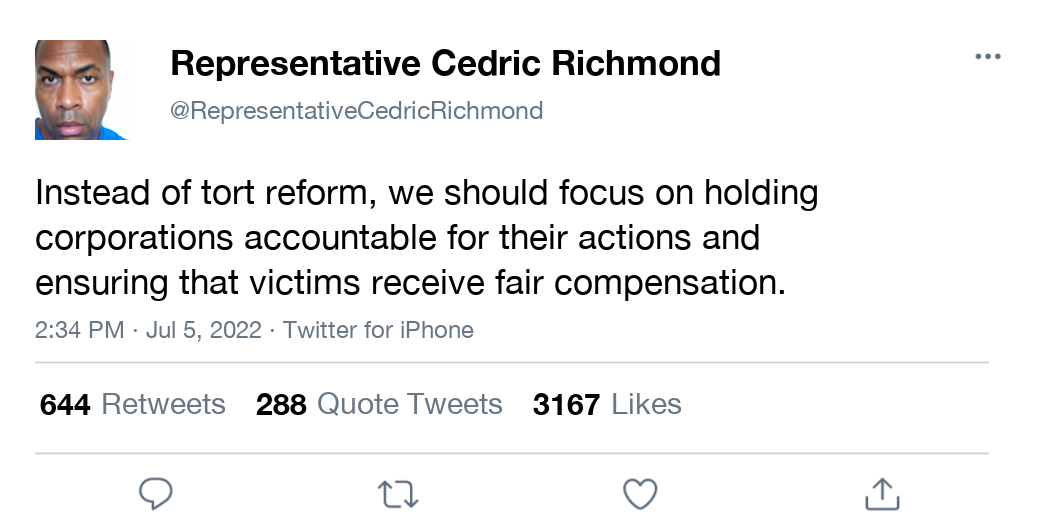 Representative Cedric Richmond
@RepresentativeCedricRichmond
Instead of tort reform, we should focus on holding
corporations accountable for their actions and
ensuring that victims receive fair compensation.
2:34 PM · Jul 5, 2022 · Twitter for iPhone
644 Retweets 288 Quote Tweets 3167 Likes